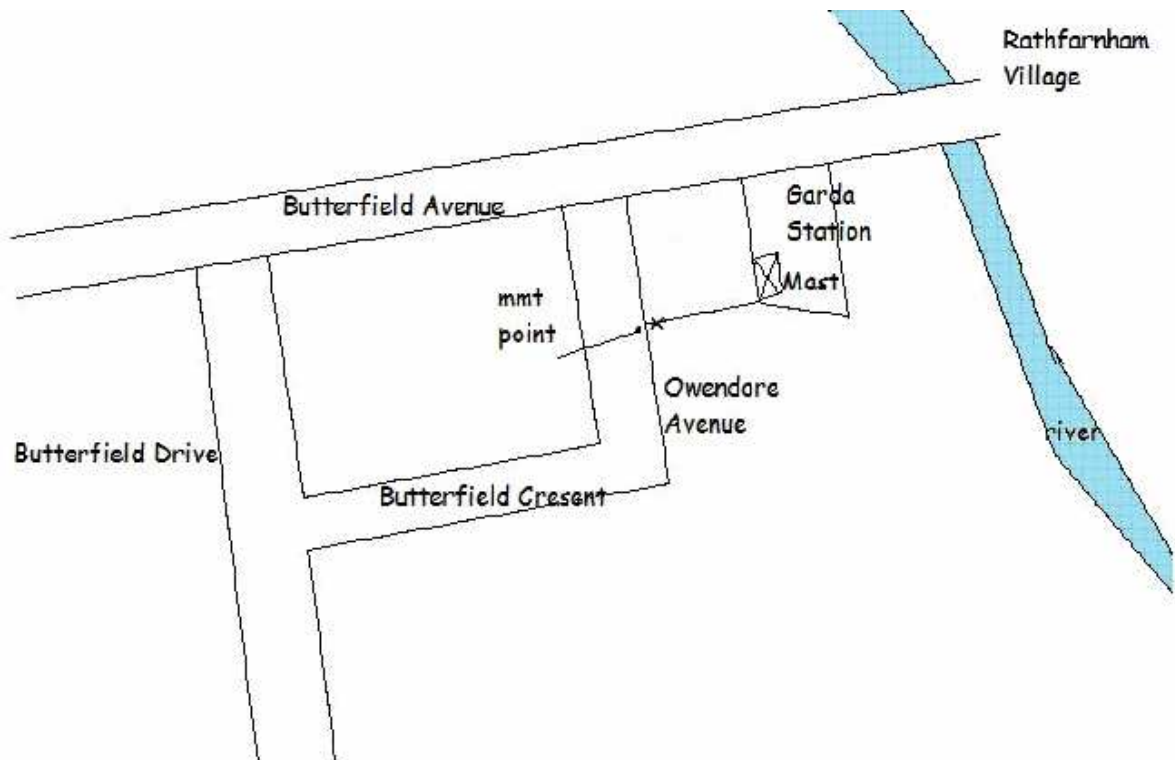 Rathfarnham
Village
Butterfield Avenue
Garda
Station
Mast
mmt
point
Owendore
Avenue
Butterfield Drive
river
Butterfield Cresent